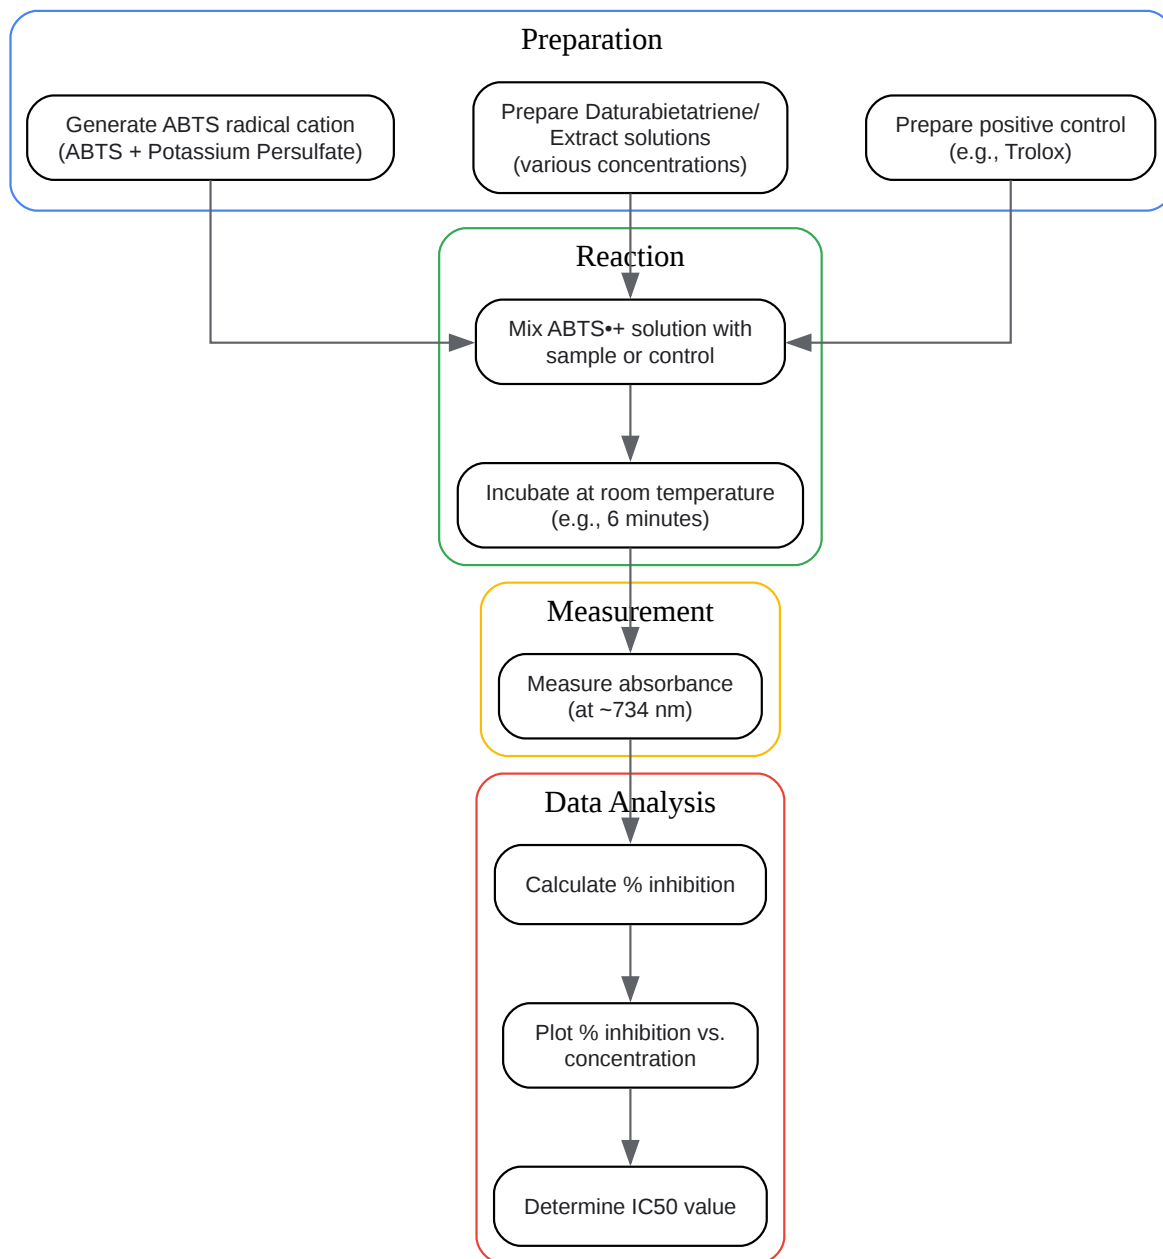 Preparation
Generate ABTS radical cation
(ABTS + Potassium Persulfate)
Prepare Daturabietatriene/
Extract solutions
(various concentrations)
Prepare positive control
(e.g., Trolox)
Reaction
Mix ABTS•+ solution with
sample or control
Incubate at room temperature
(e.g., 6 minutes)
Measurement
Measure absorbance
(at ~734 nm)
Data Analysis
Calculate % inhibition
Plot % inhibition vs.
concentration
Determine IC50 value